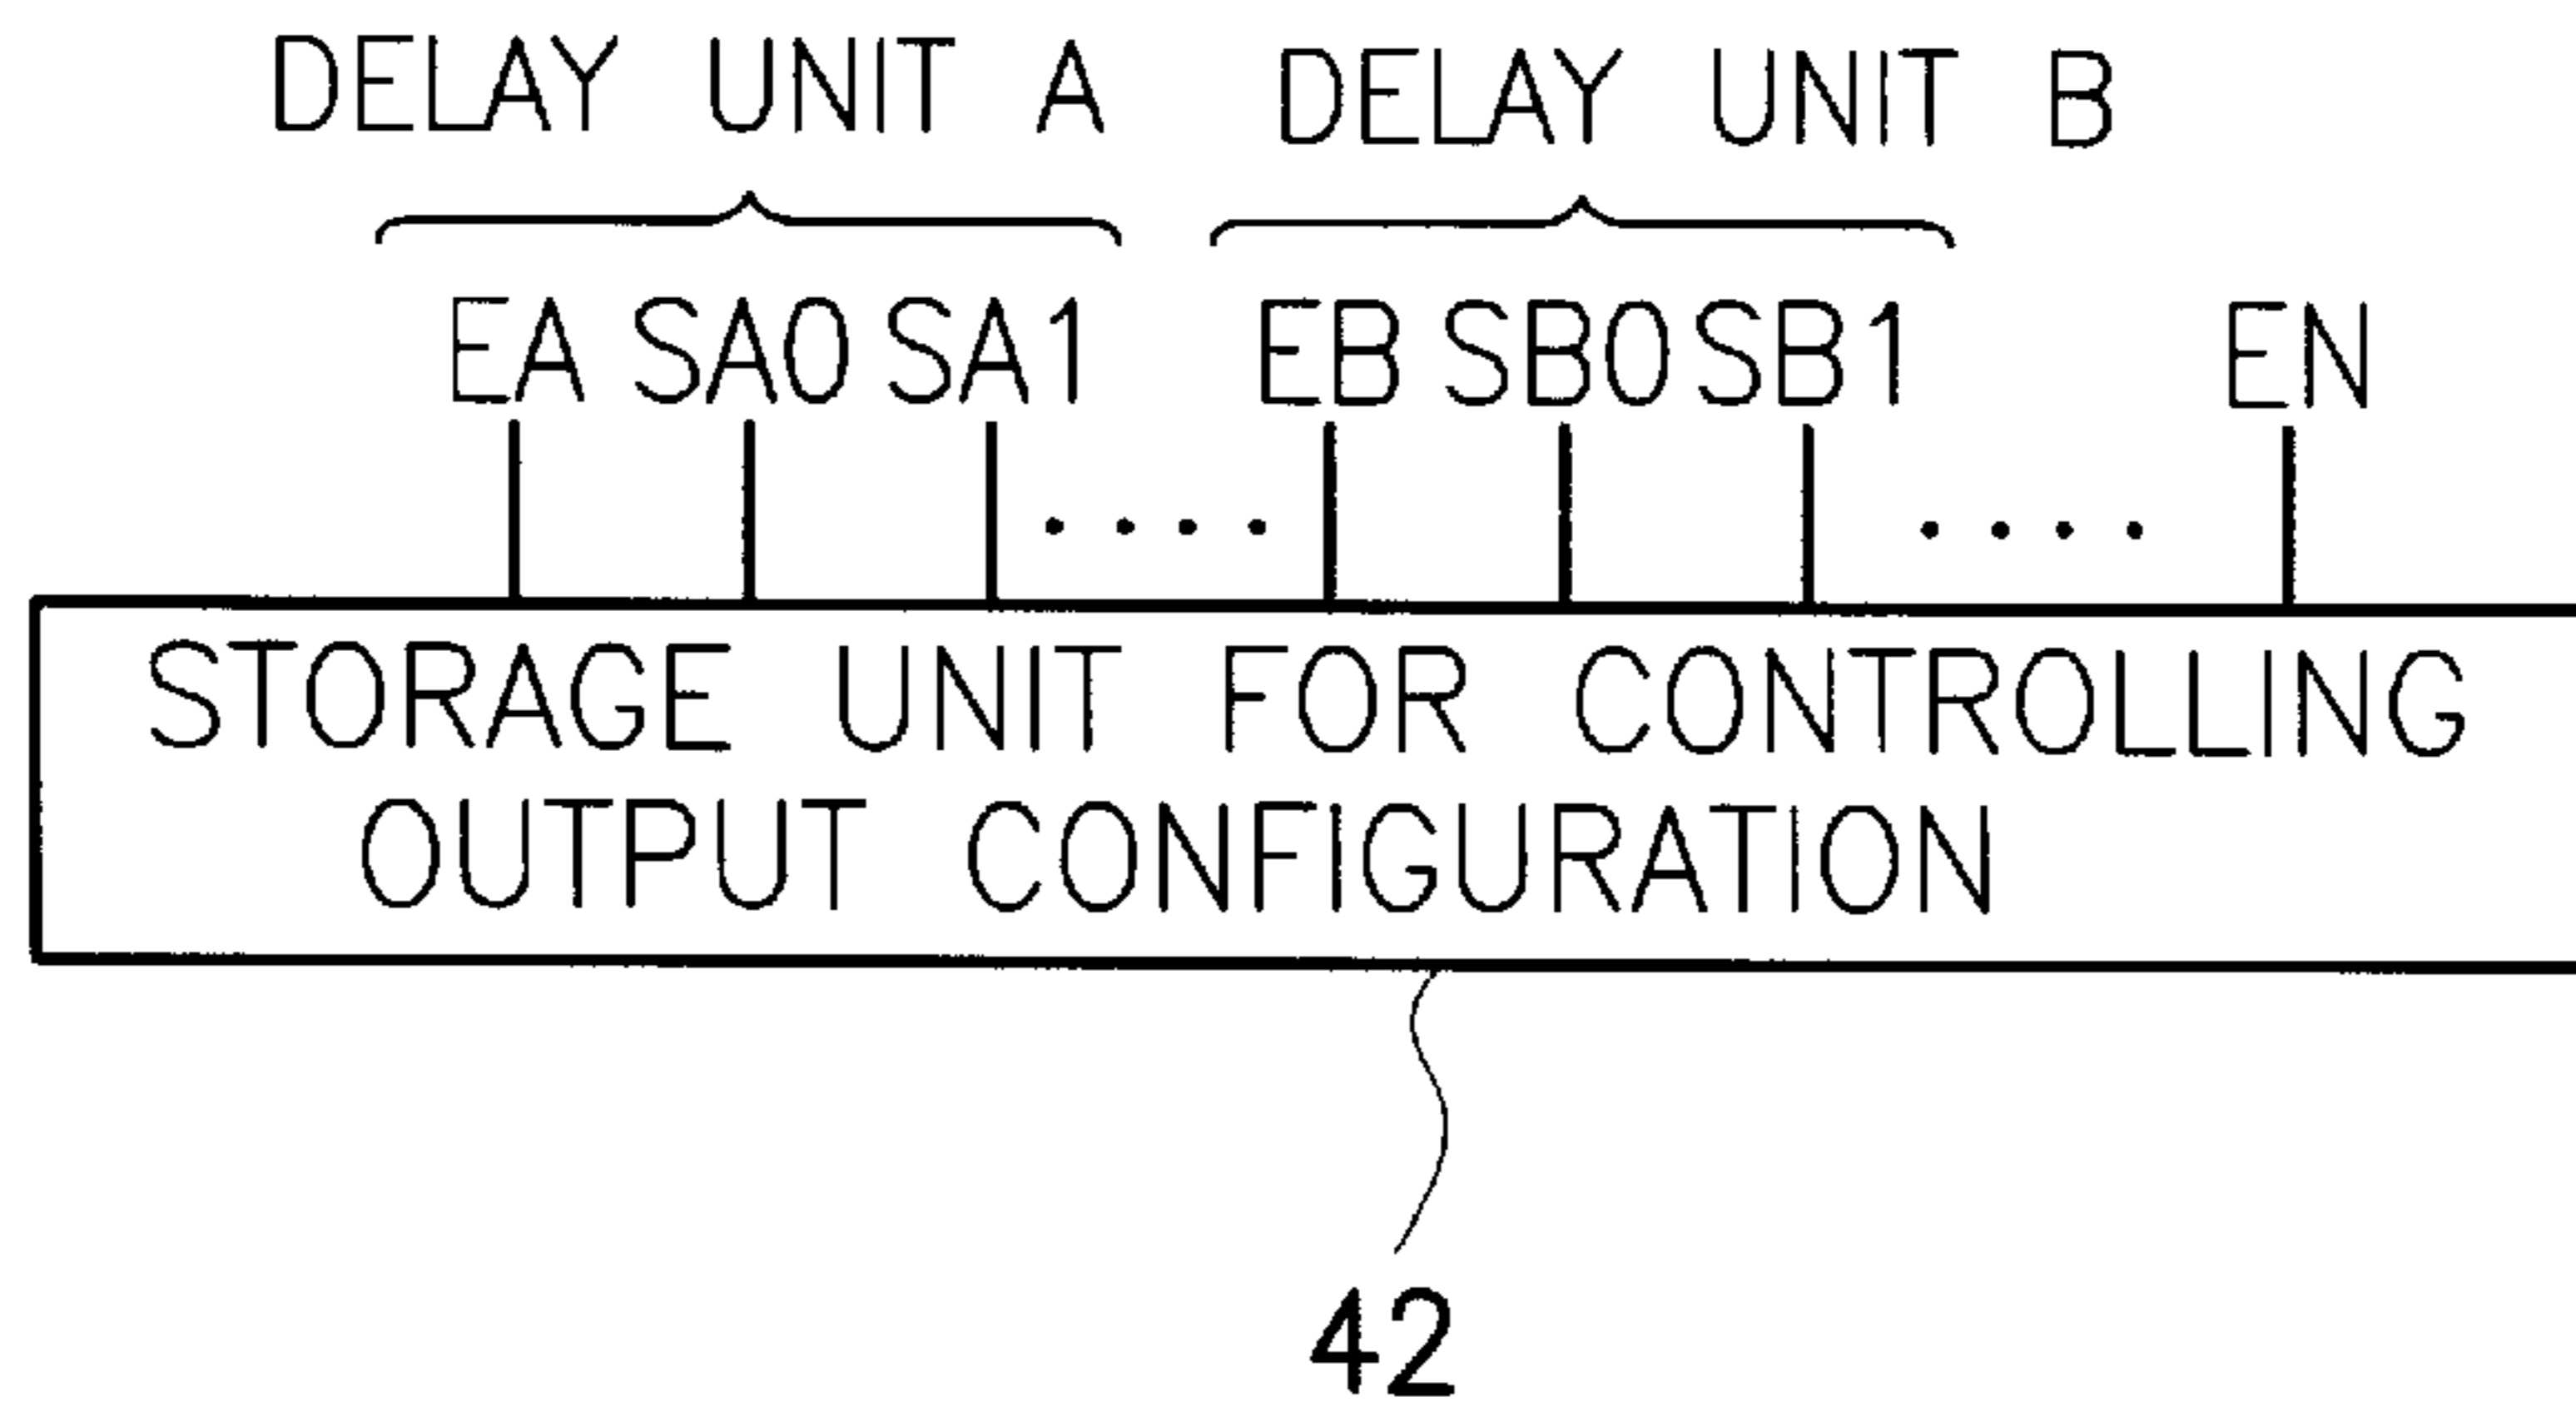 DELAY UNIT A DELAY UNIT B
EA SA0 SA1 EB SB0 SB1 EN
STORAGE UNIT FOR CONTROLLING
OUTPUT CONFIGURATION
42